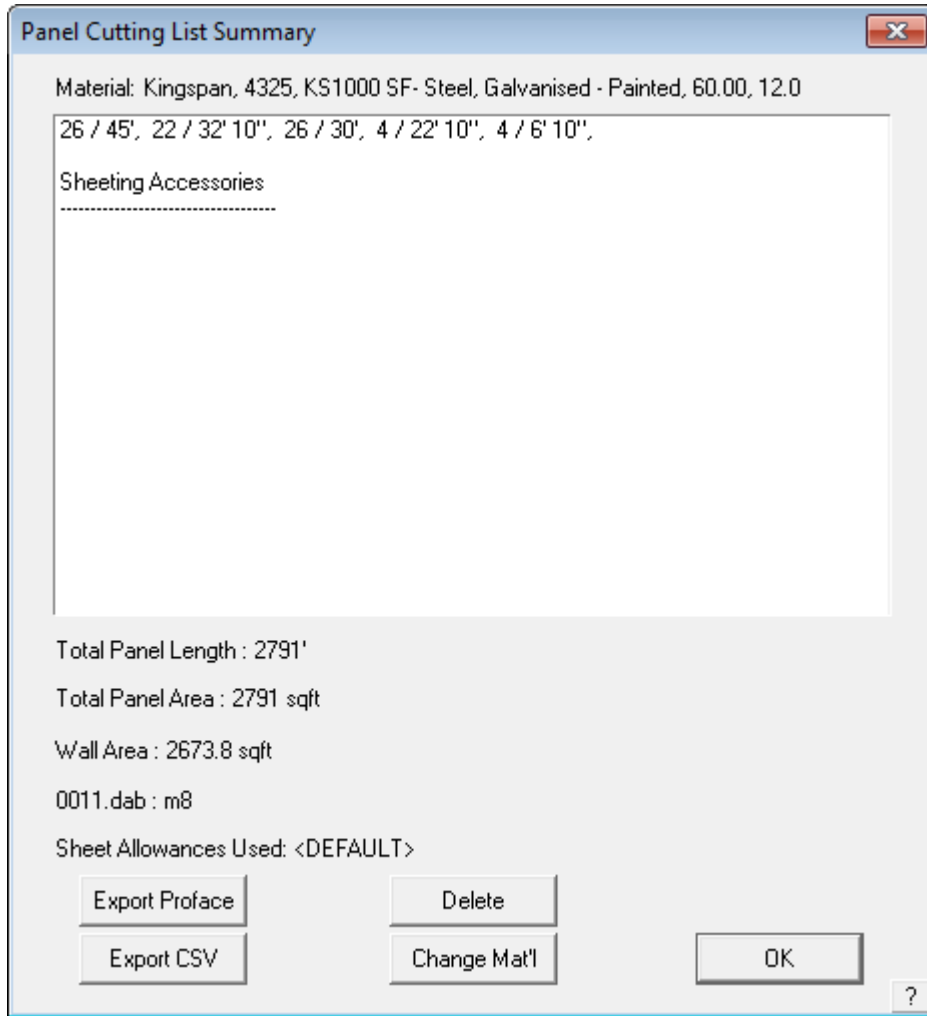 Panel Cutting List Summary
Material: Kingspan, 4325, KS1000 SF- Steel, Galvanised - Painted, 60.00, 12.0
26 / 45',  22 / 32' 10'',  26 / 30',  4 / 22' 10'',  4 / 6' 10'',
Sheeting Accessories
------------------------------------
Total Panel Length : 2791'
Total Panel Area : 2791 sqft
Wall Area : 2673.8 sqft
0011.dab : m8
Sheet Allowances Used: <DEFAULT>
Export Proface
Delete
Export CSV
Change Mat'l
OK
?